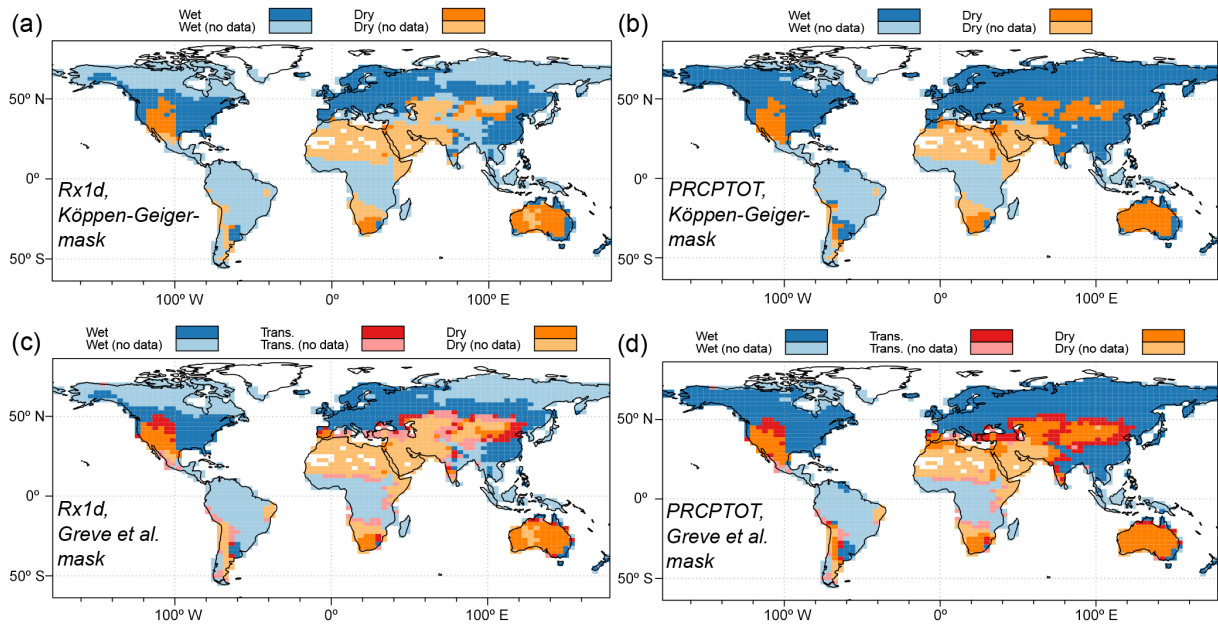 (a)
Wet
Dry
Wet (no data)
Dry (no data)
50º N
0º
50º S
Rx1d,
Köppen-Geiger-
mask
100º W
0º
100º E
(b)
Wet
Dry
Wet (no data)
Dry (no data)
50º N
0º
50º S
PRCPTOT,
Köppen-Geiger-
mask
100º W
0º
100º E
(c)
Wet
Trans.
Dry
Wet (no data)
Trans. (no data)
Dry (no data)
50º N
0º
50º S
Rx1d,
Greve et al.
mask
100º W
0º
100º E
(d)
Wet
Trans.
Dry
Wet (no data)
Trans. (no data)
Dry (no data)
50º N
0º
50º S
PRCPTOT,
Greve et al.
mask
100º W
0º
100º E